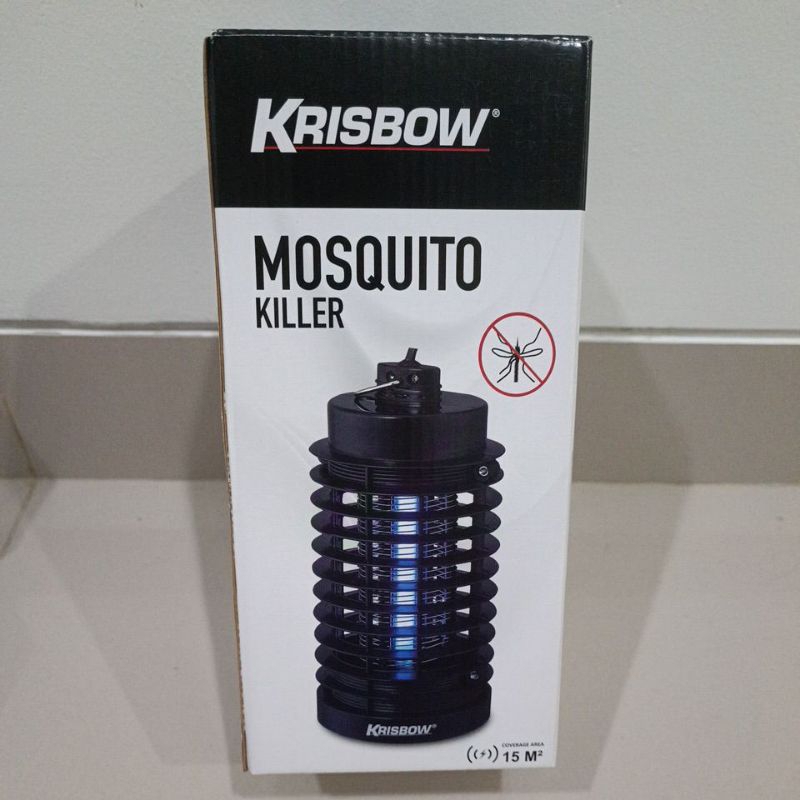 KRISBOW®
MOSQUITO
KILLER
KRISBOW®
COVERAGE AREA
15 M²